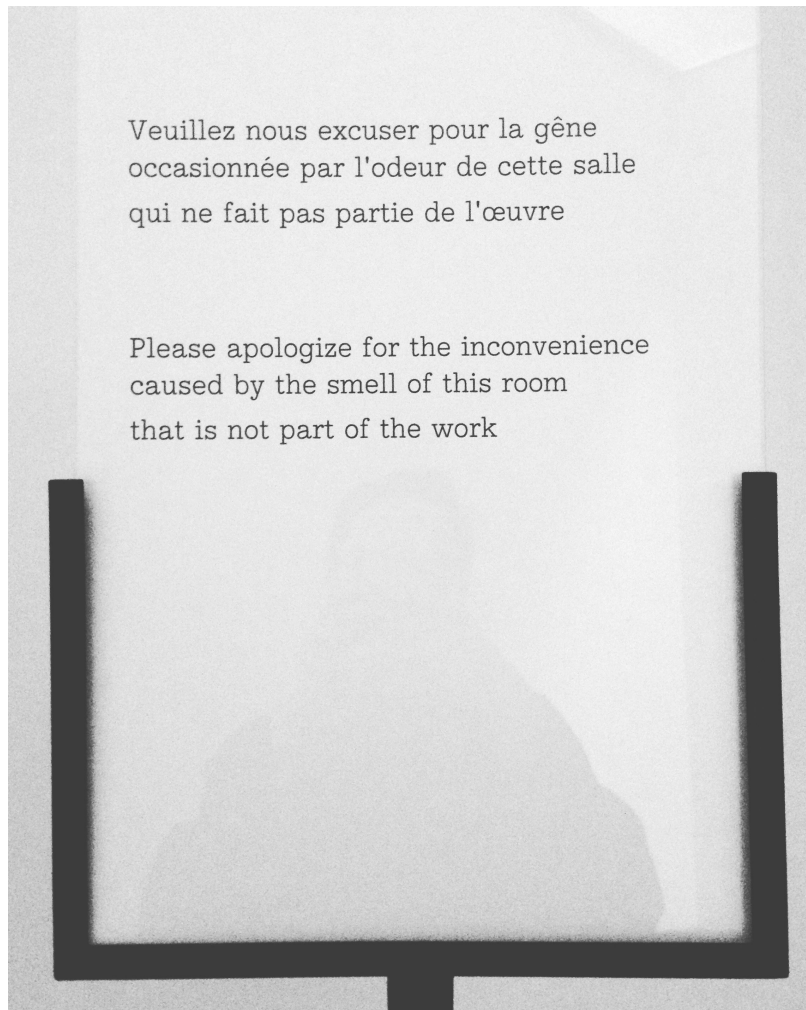 Veuillez nous excuser pour la gêne
occasionnée par l'odeur de cette salle
qui ne fait pas partie de l'œuvre
Please apologize for the inconvenience
caused by the smell of this room
that is not part of the work